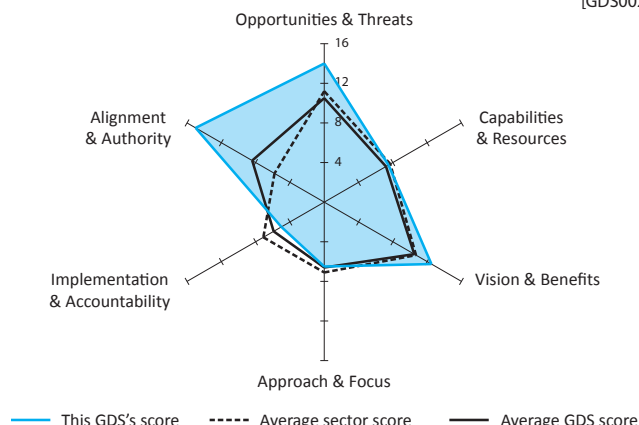 [GDS00
Opportunities & Threats
16
12
8
4
Alignment
& Authority
Capabilities
& Resources
Implementation
& Accountability
Vision & Benefits
Approach & Focus
This GDS's score
Average sector score
Average GDS score